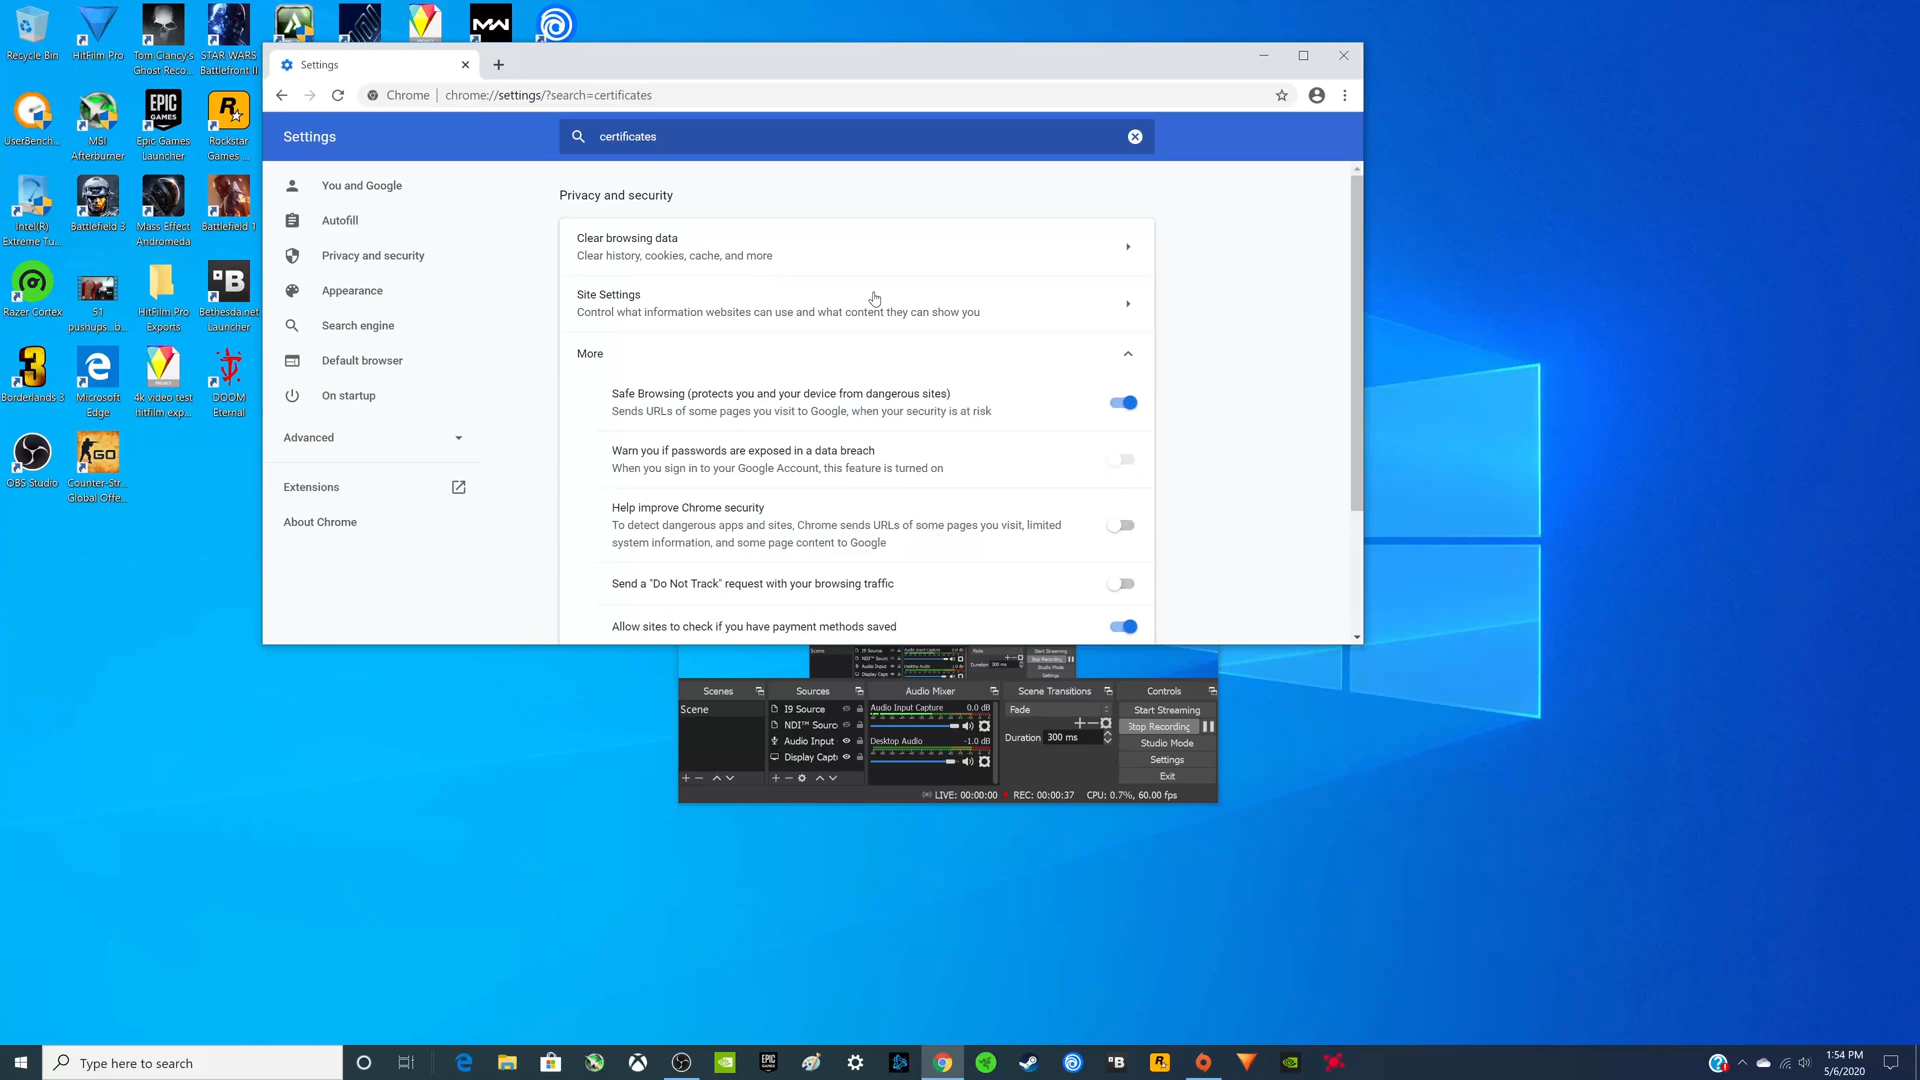 Recycle Bin
HitFilm Pro
Tom Clancy's
Ghost Reco...
STAR WARS
Battlefront II
UserBench...
MSI
Afterburner
Epic Games
Launcher
Rockstar
Games ...
Intel(R)
Extreme Tu...
Battlefield 3
Mass Effect
Andromeda
Battlefield 1
Razer Cortex
51
pushups...b...
HitFilm Pro
Exports
Bethesda.net
Launcher
Borderlands 3
Microsoft
Edge
4k video test
hitfilm exp...
DOOM
Eternal
OBS Studio
Counter-Str...
Global Offe...
Settings
Chrome | chrome://settings/?search=certificates
Settings
certificates
You and Google
Autofill
Privacy and security
Appearance
Search engine
Default browser
On startup
Advanced
Extensions
About Chrome
Privacy and security
Clear browsing data
Clear history, cookies, cache, and more
Site Settings
Control what information websites can use and what content they can show you
More
Safe Browsing (protects you and your device from dangerous sites)
Sends URLs of some pages you visit to Google, when your security is at risk
Warn you if passwords are exposed in a data breach
When you sign in to your Google Account, this feature is turned on
Help improve Chrome security
To detect dangerous apps and sites, Chrome sends URLs of some pages you visit, limited
system information, and some page content to Google
Send a "Do Not Track" request with your browsing traffic
Allow sites to check if you have payment methods saved
Scenes
Sources
Audio Mixer
Scene Transitions
Controls
Scene
I9 Source
NDI™ Sourc
Audio Input
Display Capt
Audio Input Capture 0.0 dB
Desktop Audio -1.0 dB
Fade
Duration 300 ms
Start Streaming
Stop Recording
Studio Mode
Settings
Exit
LIVE: 00:00:00
REC: 00:00:37
CPU: 0.7%, 60.00 fps
Type here to search
1:54 PM
5/6/2020